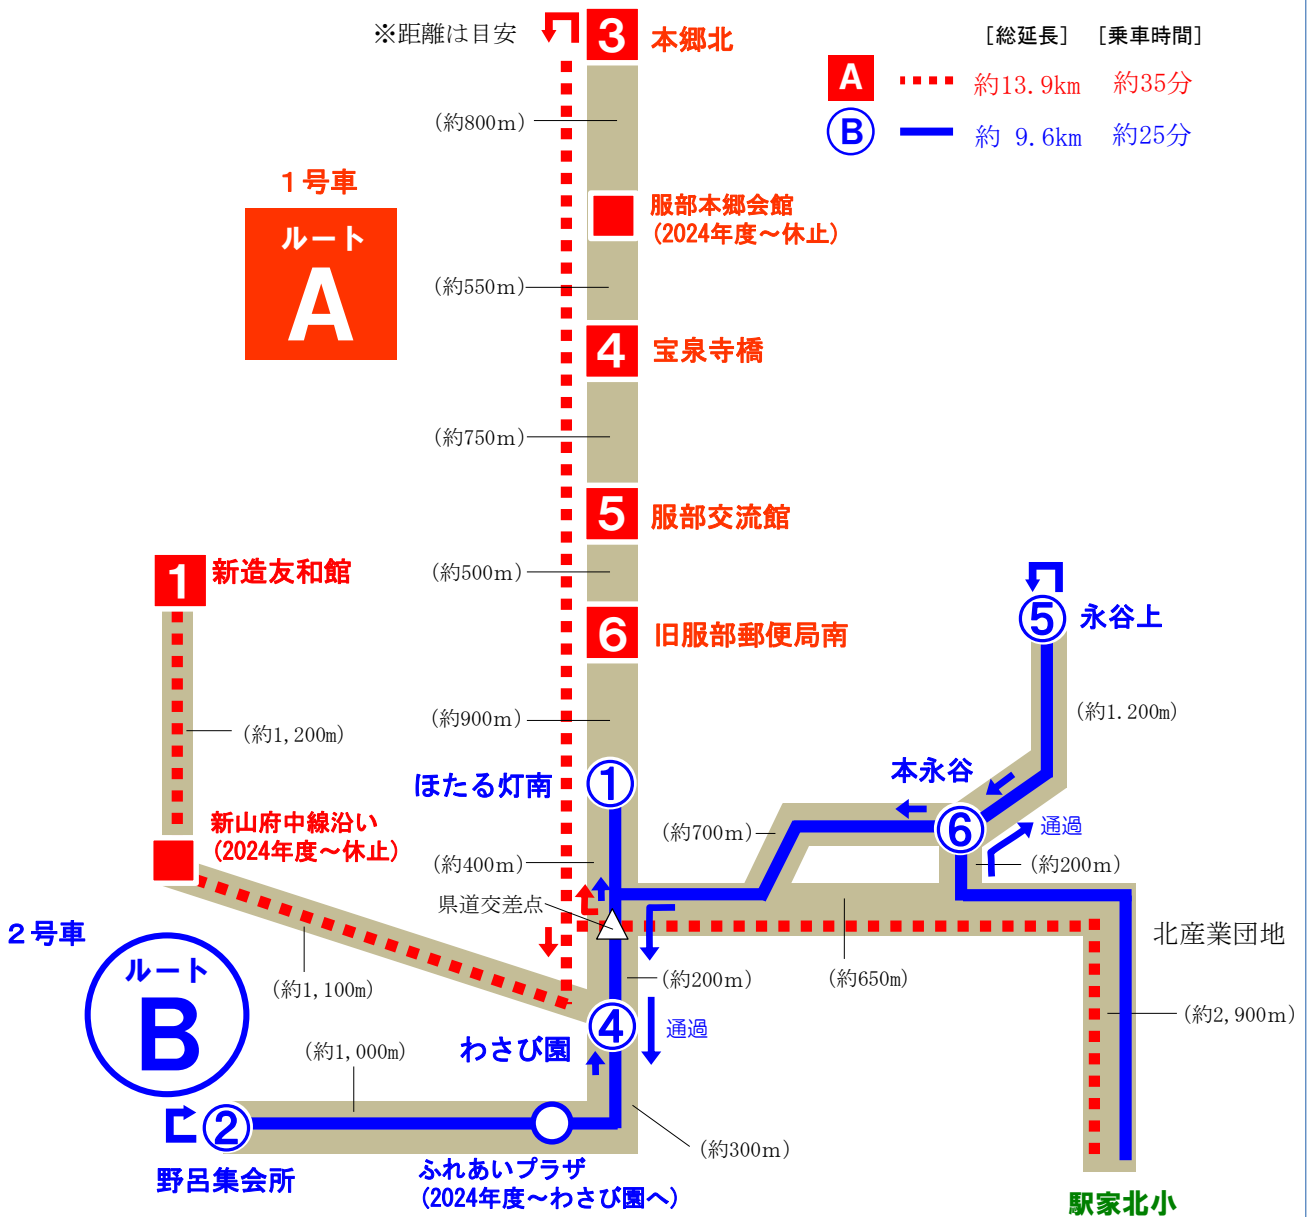 ※距離は目安
3
本郷北
[総延長] [乗車時間]
A 約13.9km 約35分
B 約 9.6km 約25分
(約800m)
1号車
ルート
A
服部本郷会館
(2024年度～休止)
(約550m)
4
宝泉寺橋
(約750m)
5
服部交流館
(約500m)
1
新造友和館
6
旧服部郵便局南
5
永谷上
(約900m)
(約1,200m)
(約1.200m)
ほたる灯南
1
本永谷
6
通過
新山府中線沿い
(2024年度～休止)
(約700m)
(約400m)
(約200m)
県道交差点
2号車
ルート
B
北産業団地
(約1,100m)
(約200m)
(約650m)
(約2,900m)
4
わさび園
通過
(約1,000m)
2
野呂集会所
(約300m)
ふれあいプラザ
(2024年度～わさび園へ)
駅家北小